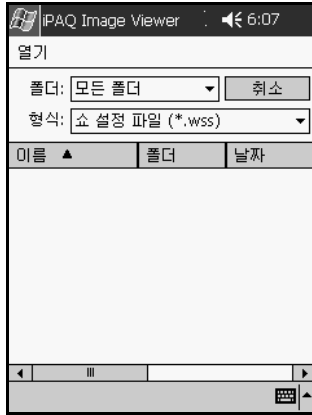 iPAQ Image Viewer 6:07
열기
폴더: 모든 폴더 취소
형식: 쇼 설정 파일 (*.wss)
이름 ▲ 폴더 날짜